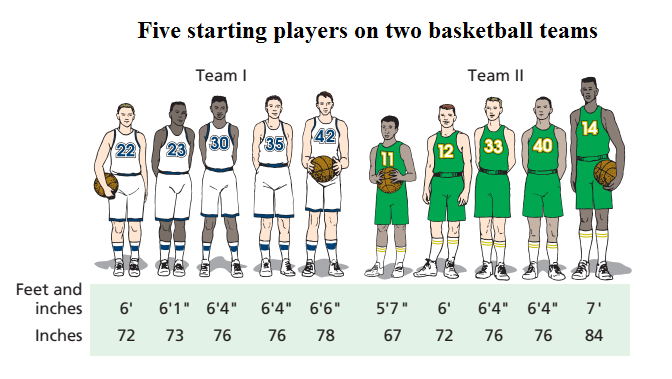 Five starting players on two basketball teams
Team I
Team II
22 23 30 35 42 11 12 33 40 14
Feet and
inches 6' 6'1" 6'4" 6'4" 6'6" 5'7" 6' 6'4" 6'4" 7'
Inches 72 73 76 76 78 67 72 76 76 84